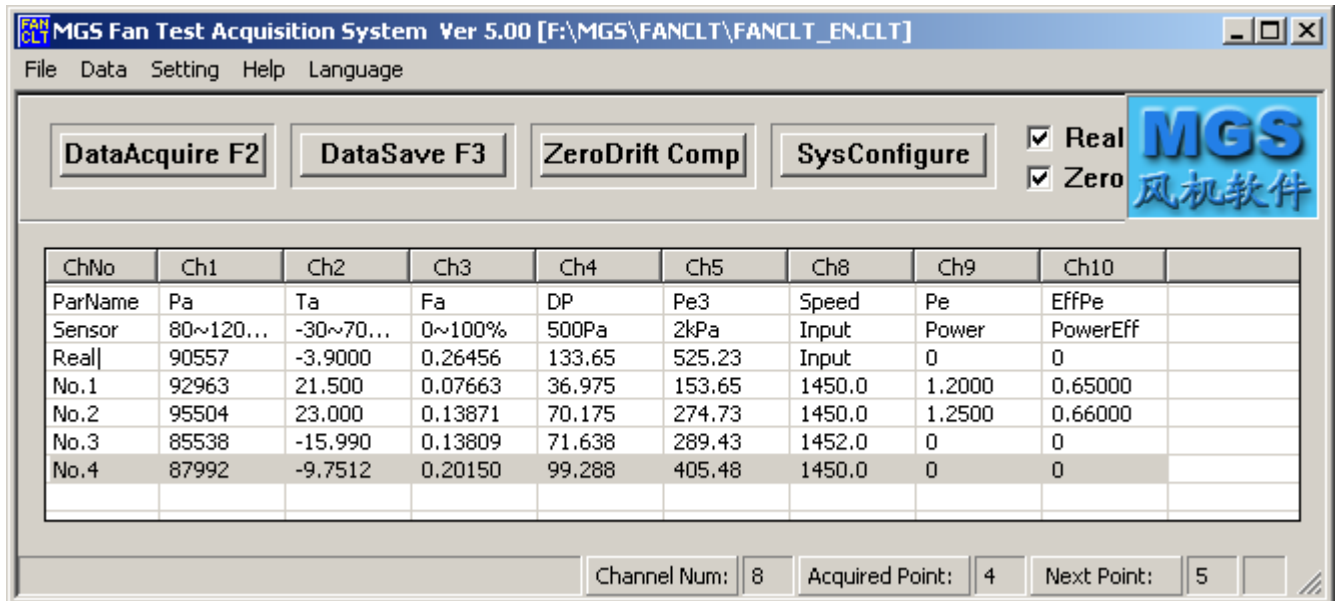 FAN CLT MGS Fan Test Acquisition System Ver 5.00 [F:\MGS\FANCLT\FANCLT_EN.CLT]
File Data Setting Help Language
DataAcquire F2 DataSave F3 ZeroDrift Comp SysConfigure
Real
Zero
MGS
风机软件
ChNo Ch1 Ch2 Ch3 Ch4 Ch5 Ch8 Ch9 Ch10
ParName Pa Ta Fa DP Pe3 Speed Pe EffPe
Sensor 80~120... -30~70... 0~100% 500Pa 2kPa Input Power PowerEff
Real 90557 -3.9000 0.26456 133.65 525.23 Input 0 0
No.1 92963 21.500 0.07663 36.975 153.65 1450.0 1.2000 0.65000
No.2 95504 23.000 0.13871 70.175 274.73 1450.0 1.2500 0.66000
No.3 85538 -15.990 0.13809 71.638 289.43 1452.0 0 0
No.4 87992 -9.7512 0.20150 99.288 405.48 1450.0 0 0
Channel Num: 8 Acquired Point: 4 Next Point: 5